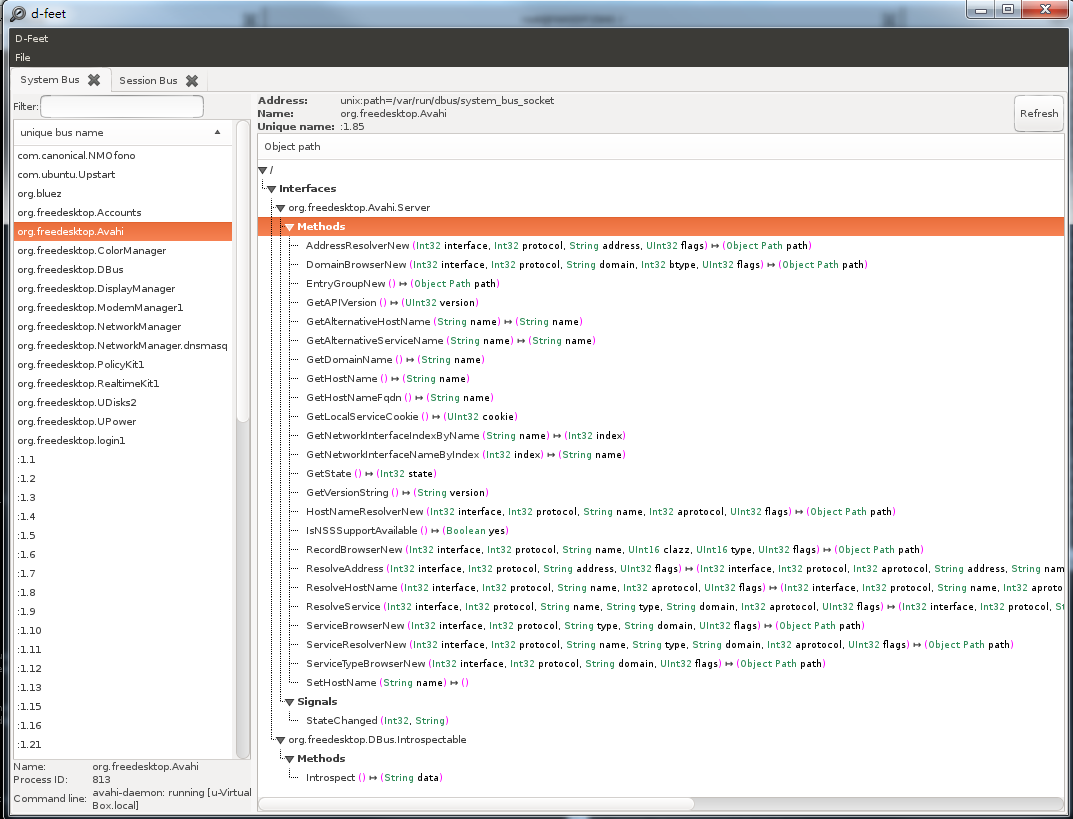 d-feet
D-Feet
File
System Bus
Session Bus
Filter:
unique bus name
com.canonical.NMOfono
com.ubuntu.Upstart
org.bluez
org.freedesktop.Accounts
org.freedesktop.Avahi
org.freedesktop.ColorManager
org.freedesktop.DBus
org.freedesktop.DisplayManager
org.freedesktop.ModemManager1
org.freedesktop.NetworkManager
org.freedesktop.NetworkManager.dnsmasq
org.freedesktop.PolicyKit1
org.freedesktop.RealtimeKit1
org.freedesktop.UDisks2
org.freedesktop.UPower
org.freedesktop.login1
:1.1
:1.2
:1.3
:1.4
:1.5
:1.6
:1.7
:1.8
:1.9
:1.10
:1.11
:1.12
:1.13
:1.15
:1.16
:1.21
Name: org.freedesktop.Avahi
Process ID: 813
Command line: avahi-daemon: running [u-Virtual
Box.local]
Address: unix:path=/var/run/dbus/system_bus_socket
Name: org.freedesktop.Avahi
Unique name: :1.85
Refresh
Object path
/
Interfaces
org.freedesktop.Avahi.Server
Methods
AddressResolverNew (Int32 interface, Int32 protocol, String address, UInt32 flags) ↦ (Object Path path)
DomainBrowserNew (Int32 interface, Int32 protocol, String domain, Int32 btype, UInt32 flags) ↦ (Object Path path)
EntryGroupNew () ↦ (Object Path path)
GetAPIVersion () ↦ (UInt32 version)
GetAlternativeHostName (String name) ↦ (String name)
GetAlternativeServiceName (String name) ↦ (String name)
GetDomainName () ↦ (String name)
GetHostName () ↦ (String name)
GetHostNameFqdn () ↦ (String name)
GetLocalServiceCookie () ↦ (UInt32 cookie)
GetNetworkInterfaceIndexByName (String name) ↦ (Int32 index)
GetNetworkInterfaceNameByIndex (Int32 index) ↦ (String name)
GetState () ↦ (Int32 state)
GetVersionString () ↦ (String version)
HostNameResolverNew (Int32 interface, Int32 protocol, String name, Int32 aprotocol, UInt32 flags) ↦ (Object Path path)
IsNSSSupportAvailable () ↦ (Boolean yes)
RecordBrowserNew (Int32 interface, Int32 protocol, String name, UInt16 clazz, UInt16 type, UInt32 flags) ↦ (Object Path path)
ResolveAddress (Int32 interface, Int32 protocol, String address, UInt32 flags) ↦ (Int32 interface, Int32 protocol, Int32 aprotocol, String address, String nam
ResolveHostName (Int32 interface, Int32 protocol, String name, Int32 aprotocol, UInt32 flags) ↦ (Int32 interface, Int32 protocol, String name, Int32 aproto
ResolveService (Int32 interface, Int32 protocol, String name, String type, String domain, Int32 aprotocol, UInt32 flags) ↦ (Int32 interface, Int32 protocol, St
ServiceBrowserNew (Int32 interface, Int32 protocol, String type, String domain, UInt32 flags) ↦ (Object Path path)
ServiceResolverNew (Int32 interface, Int32 protocol, String name, String type, String domain, Int32 aprotocol, UInt32 flags) ↦ (Object Path path)
ServiceTypeBrowserNew (Int32 interface, Int32 protocol, String domain, UInt32 flags) ↦ (Object Path path)
SetHostName (String name) ↦ ()
Signals
StateChanged (Int32, String)
org.freedesktop.DBus.Introspectable
Methods
Introspect () ↦ (String data)